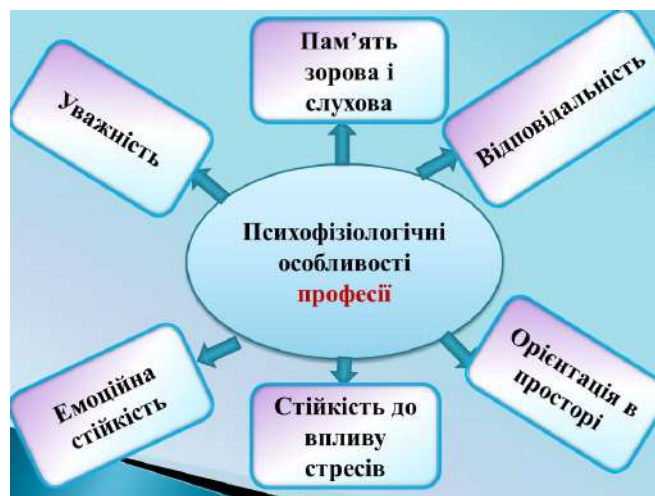 Уважність
Пам’ять
зорова і
слухова
Відповідальність
Психофізіологічні
особливості
професії
Емоційна
стійкість
Стійкість до
впливу
стресів
Орієнтація в
просторі